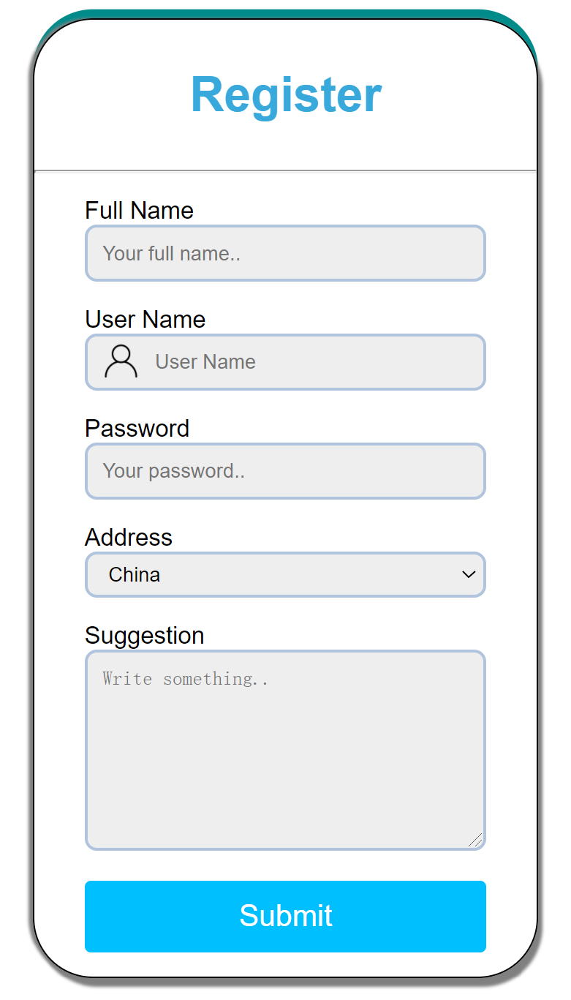 Register
Full Name
Your full name..
User Name
User Name
Password
Your password..
Address
China
Suggestion
Write something..
Submit